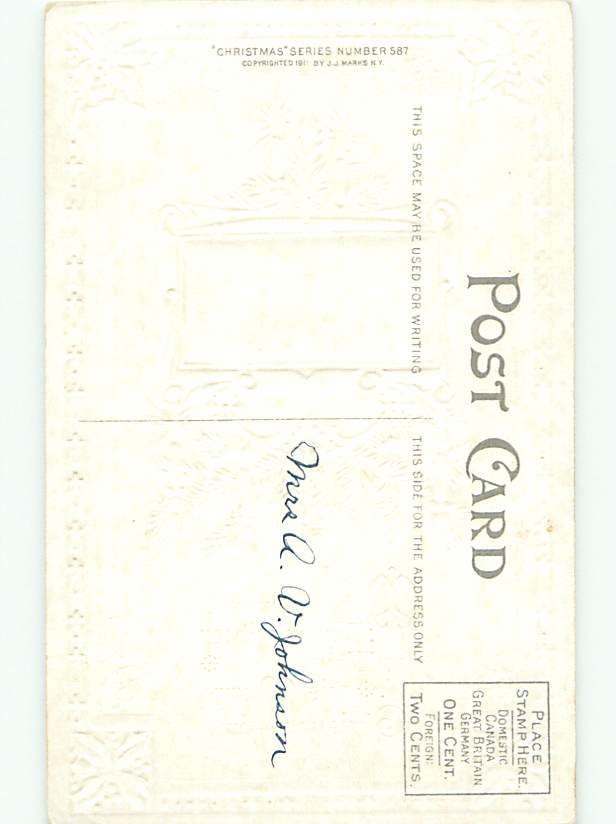 "CHRISTMAS" SERIES NUMBER 587
COPYRIGHTED 1911 BY J.J. MARKS N.Y.
POST CARD
THIS SPACE MAY BE USED FOR WRITING
THIS SIDE FOR THE ADDRESS ONLY
PLACE
STAMP HERE.
DOMESTIC
CANADA
GREAT BRITAIN
GERMANY
ONE CENT.
FOREIGN:
TWO CENTS.
Mrs A. V. Johnson